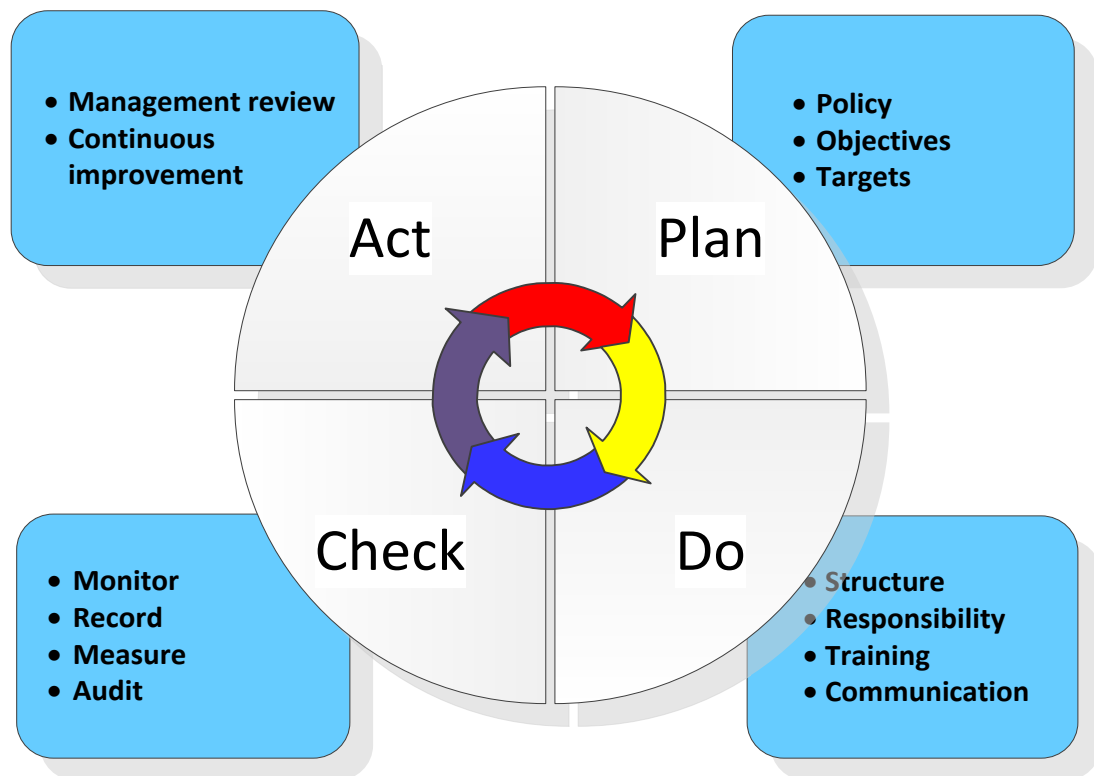 • Management review
• Continuous
improvement
Act
• Policy
• Objectives
• Targets
Plan
Check
• Monitor
• Record
• Measure
• Audit
Do
• Structure
• Responsibility
• Training
• Communication